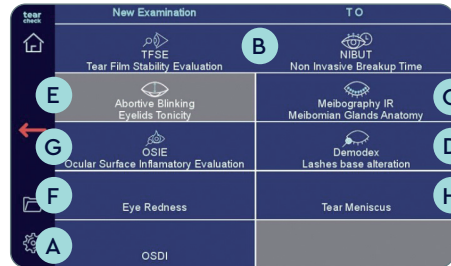 tear
check
New Examination
T O
B
TFSE
Tear Film Stability Evaluation
NIBUT
Non Invasive Breakup Time
E
Abortive Blinking
Eyelids Tonicity
C
Meibography IR
Meibomian Glands Anatomy
G
OSIE
Ocular Surface Inflamatory Evaluation
D
Demodex
Lashes base alteration
F
Eye Redness
H
Tear Meniscus
A
OSDI